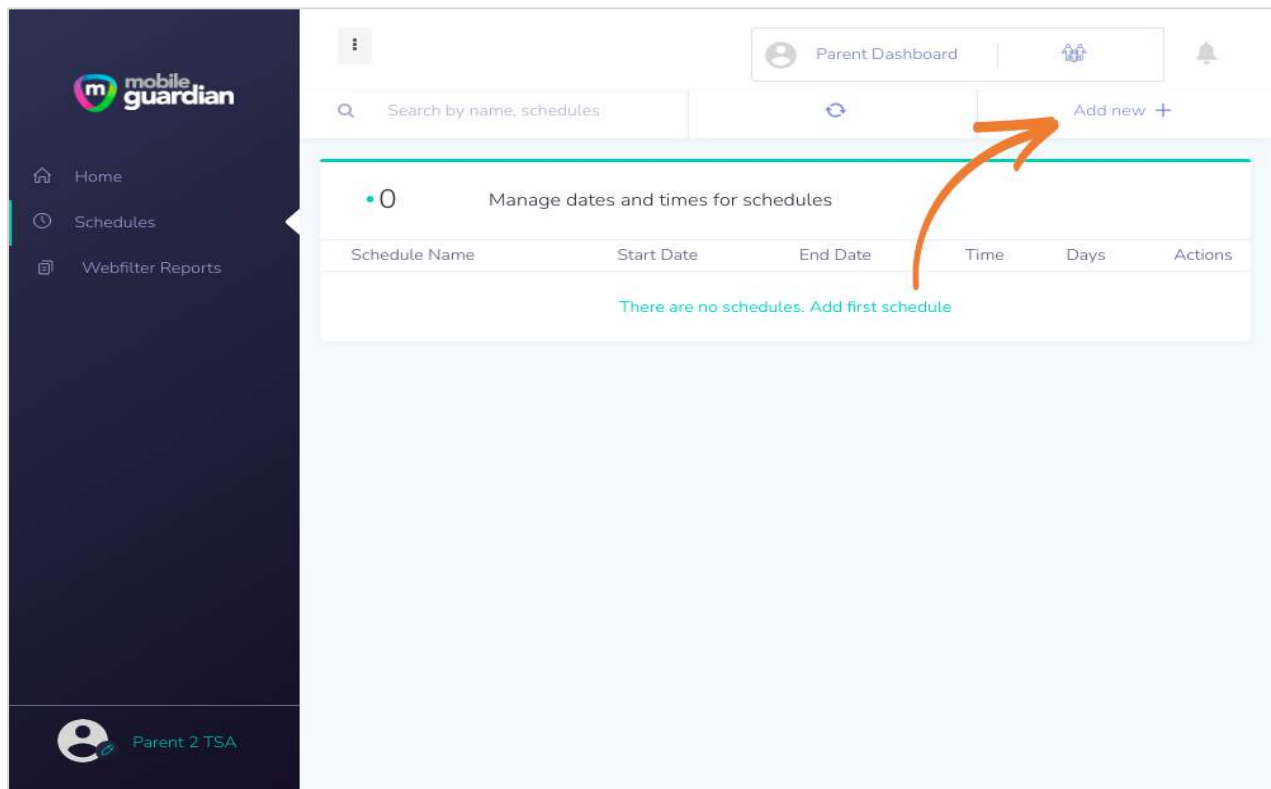 mobile
guardian
Home
Schedules
Webfilter Reports
Parent 2 TSA
Parent Dashboard
Search by name, schedules
Add new +
0 Manage dates and times for schedules
Schedule Name Start Date End Date Time Days Actions
There are no schedules. Add first schedule